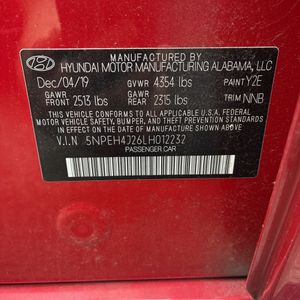 MANUFACTURED BY
HYUNDAI MOTOR MANUFACTURING ALABAMA, LLC
Dec/04/19 GVWR 4354 lbs PAINT Y2E
GAWR FRONT 2513 lbs GAWR REAR 2315 lbs TRIM NNB
THIS VEHICLE CONFORMS TO ALL APPLICABLE U.S.
FEDERAL MOTOR VEHICLE SAFETY, BUMPER, AND THEFT
PREVENTION STANDARDS IN EFFECT ON THE DATE OF
MANUFACTURE SHOWN ABOVE.
V.I.N 5NPEH4J26LH012232
PASSENGER CAR